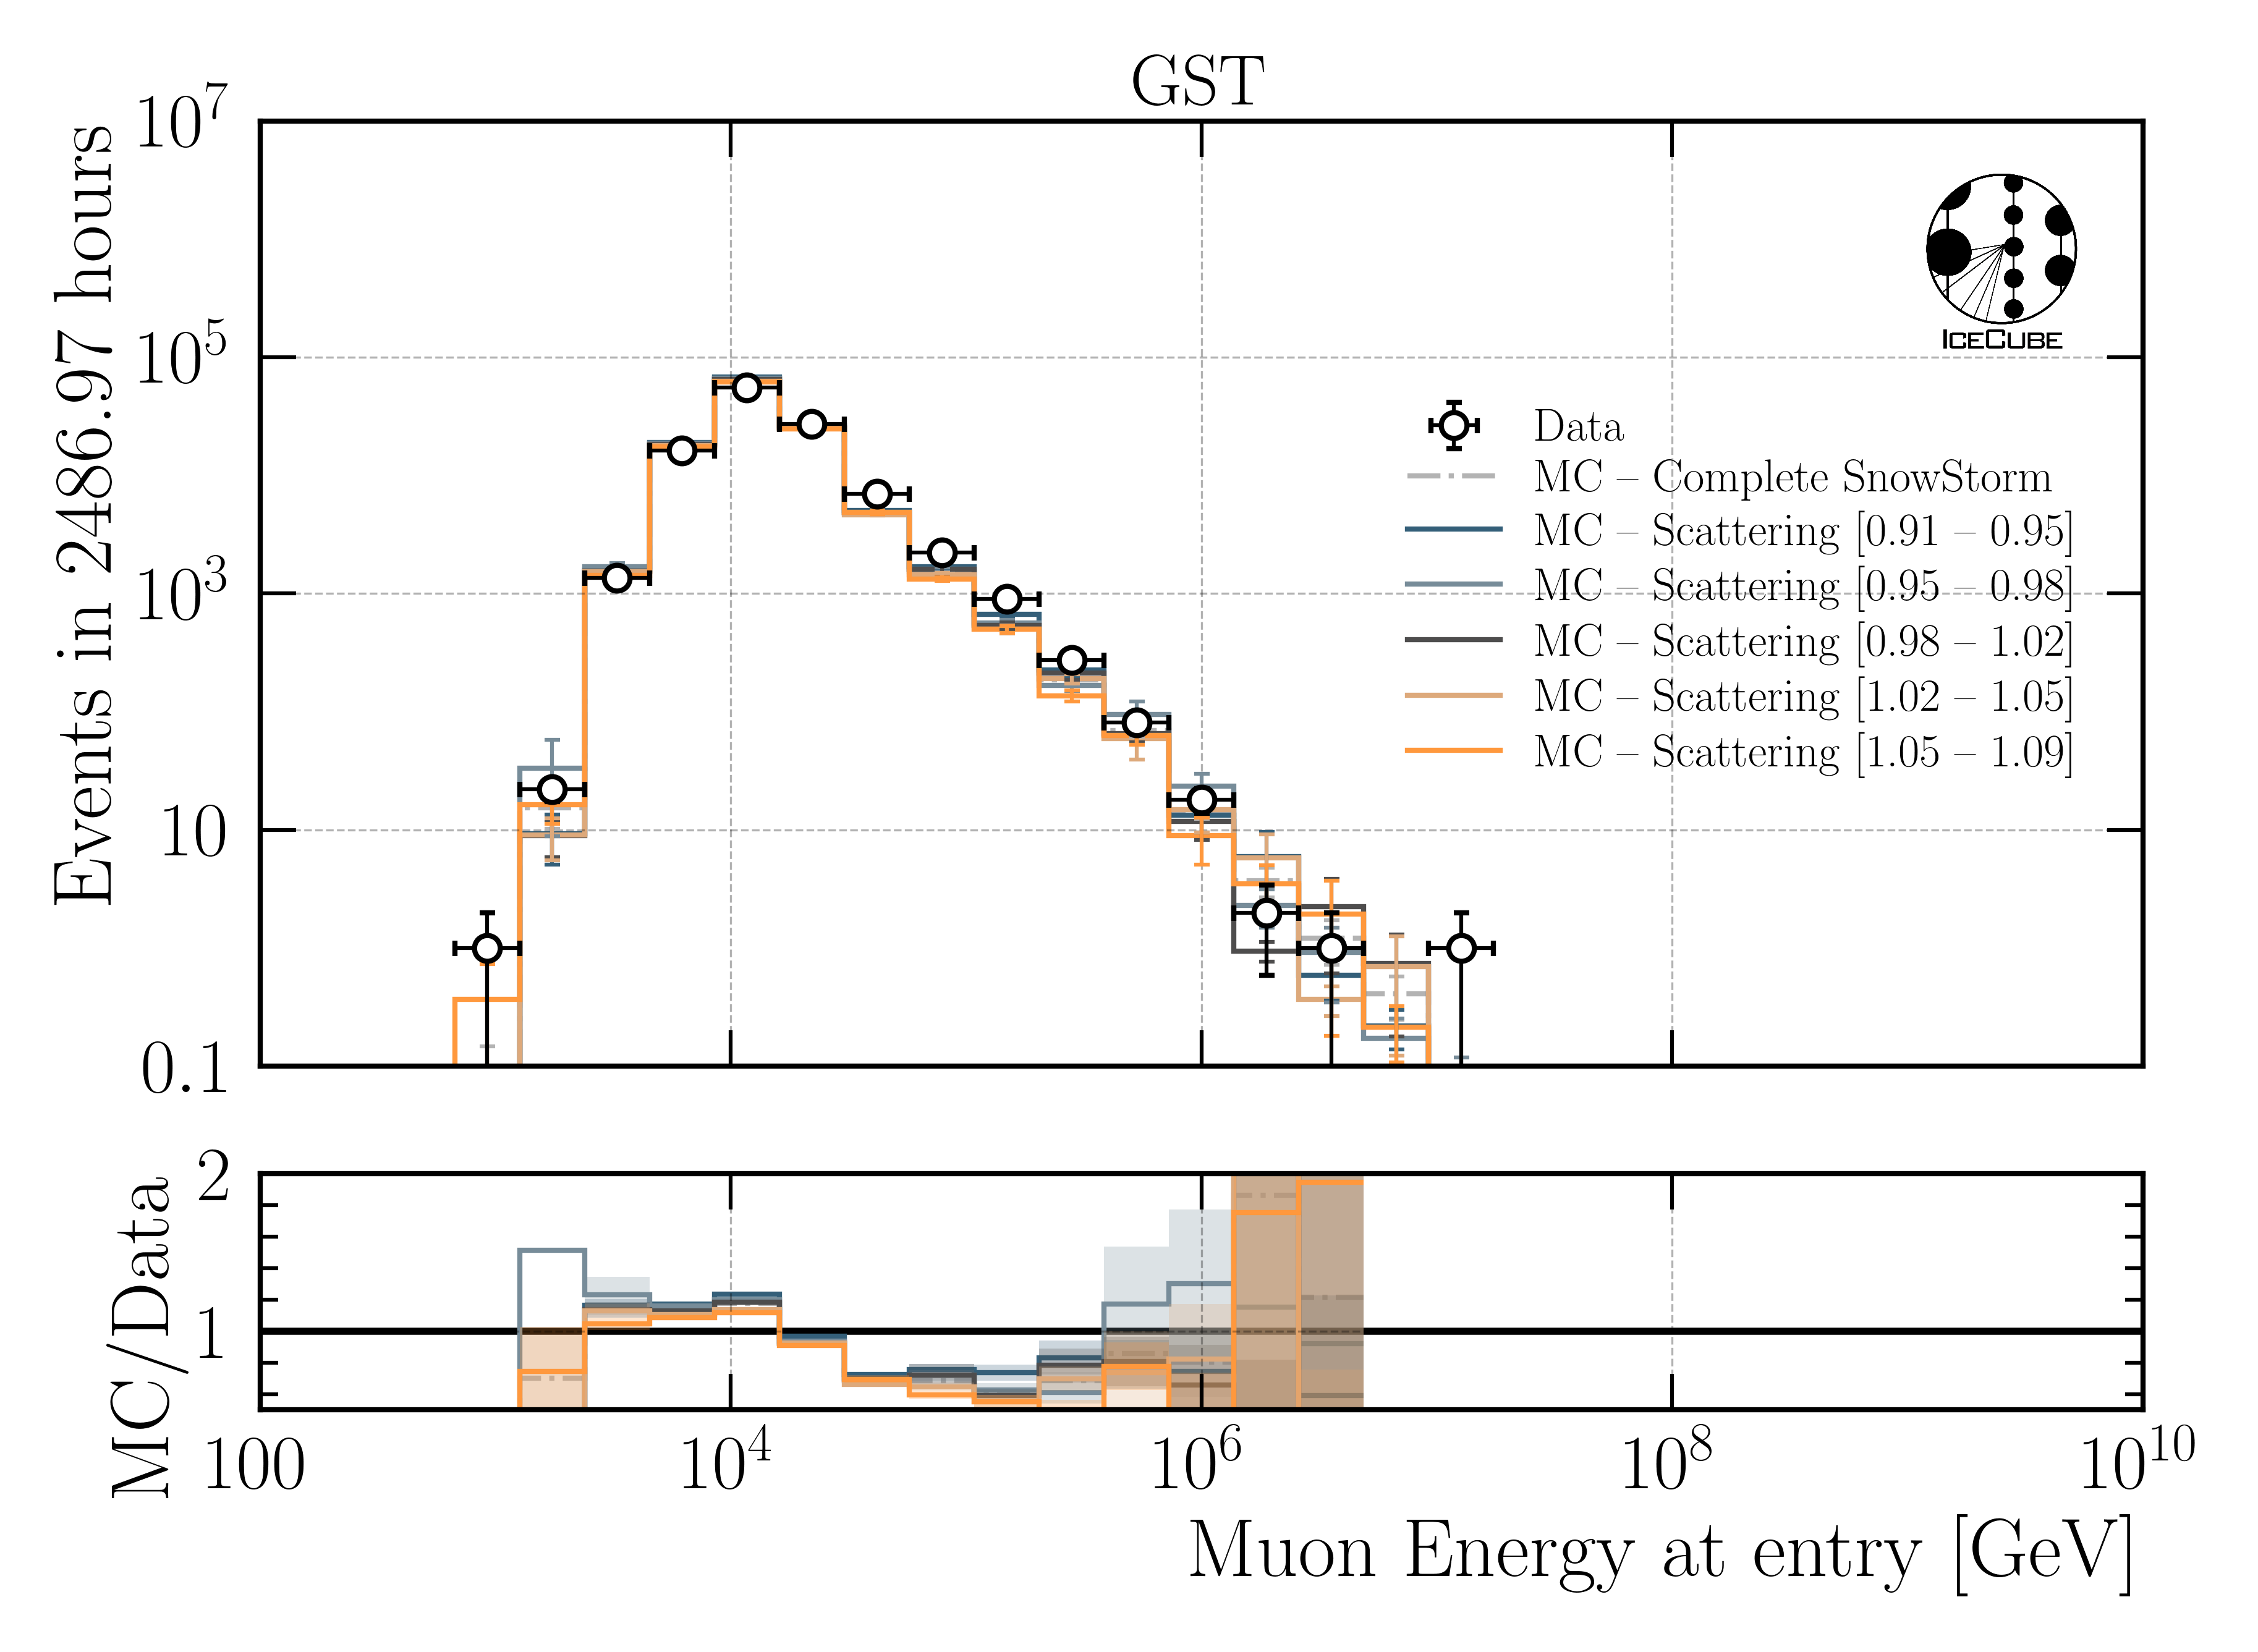 GST
10^7
10^5
10^3
10
0.1
Events in 2486.97 hours
ICECUBE
Data
MC – Complete SnowStorm
MC – Scattering [0.91 – 0.95]
MC – Scattering [0.95 – 0.98]
MC – Scattering [0.98 – 1.02]
MC – Scattering [1.02 – 1.05]
MC – Scattering [1.05 – 1.09]
2
1
MC/Data
100 10^4 10^6 10^8 10^10
Muon Energy at entry [GeV]